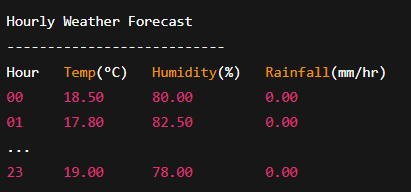 Hourly Weather Forecast
---------------------------
Hour   Temp(°C)   Humidity(%)   Rainfall(mm/hr)
00     18.50      80.00         0.00
01     17.80      82.50         0.00
...
23     19.00      78.00         0.00